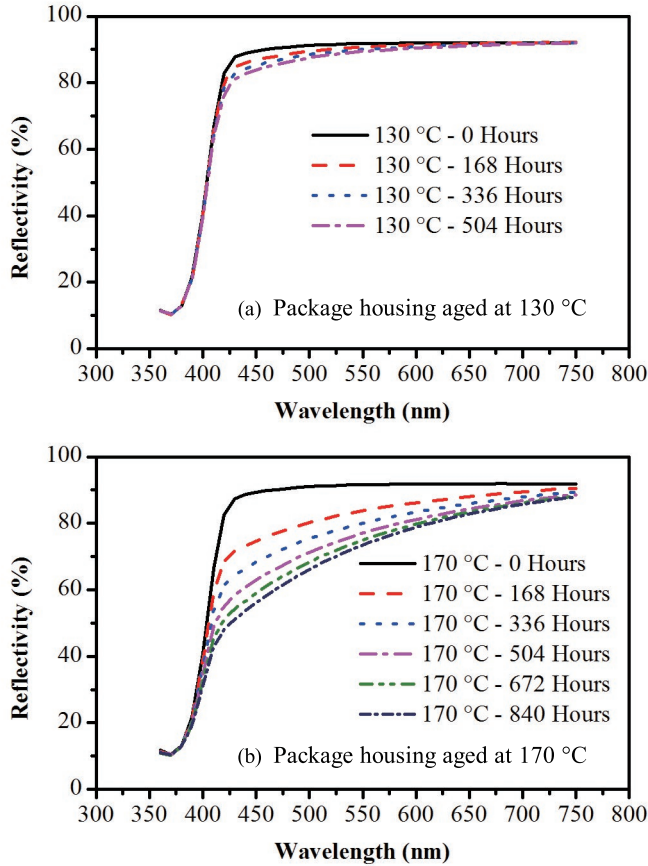 100
80
60
40
20
0
Reflectivity (%)
130 °C - 0 Hours
130 °C - 168 Hours
130 °C - 336 Hours
130 °C - 504 Hours
(a) Package housing aged at 130 °C
300 350 400 450 500 550 600 650 700 750 800
Wavelength (nm)
100
80
60
40
20
0
Reflectivity (%)
170 °C - 0 Hours
170 °C - 168 Hours
170 °C - 336 Hours
170 °C - 504 Hours
170 °C - 672 Hours
170 °C - 840 Hours
(b) Package housing aged at 170 °C
300 350 400 450 500 550 600 650 700 750 800
Wavelength (nm)